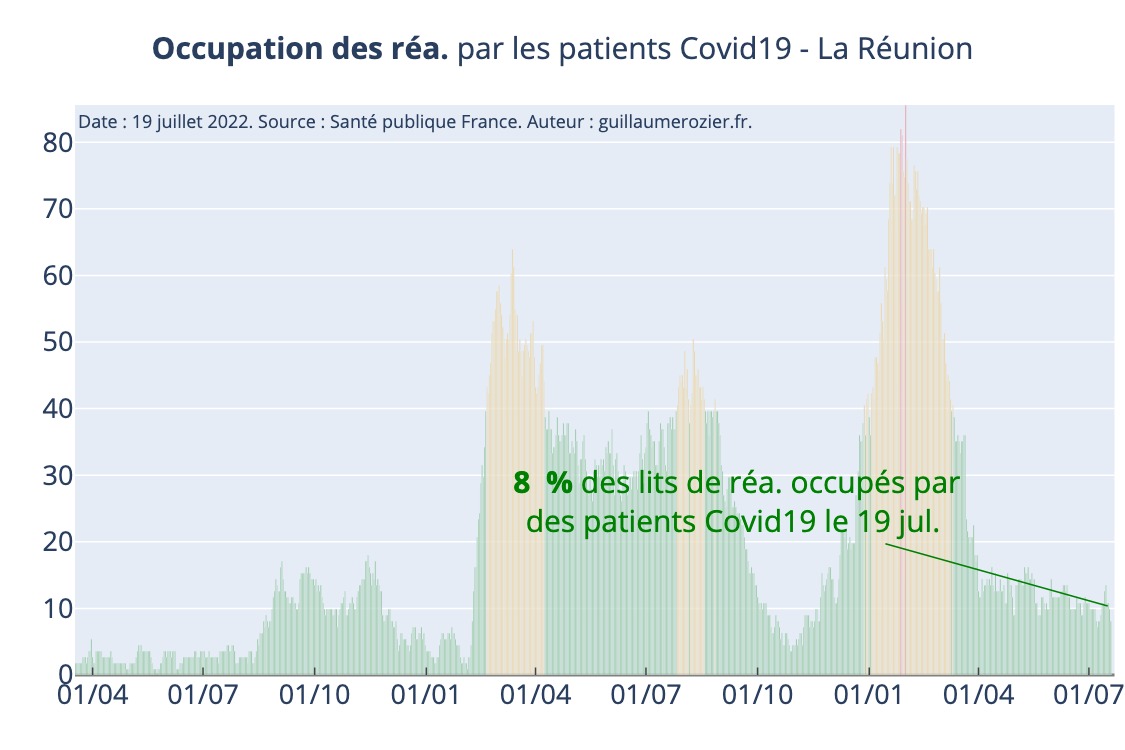 Occupation des réa. par les patients Covid19 - La Réunion
Date : 19 juillet 2022. Source : Santé publique France. Auteur : guillaumerozier.fr.
80
70
60
50
40
30
20
10
0
8 % des lits de réa. occupés par
des patients Covid19 le 19 jul.
01/04 01/07 01/10 01/01 01/04 01/07 01/10 01/01 01/04 01/07